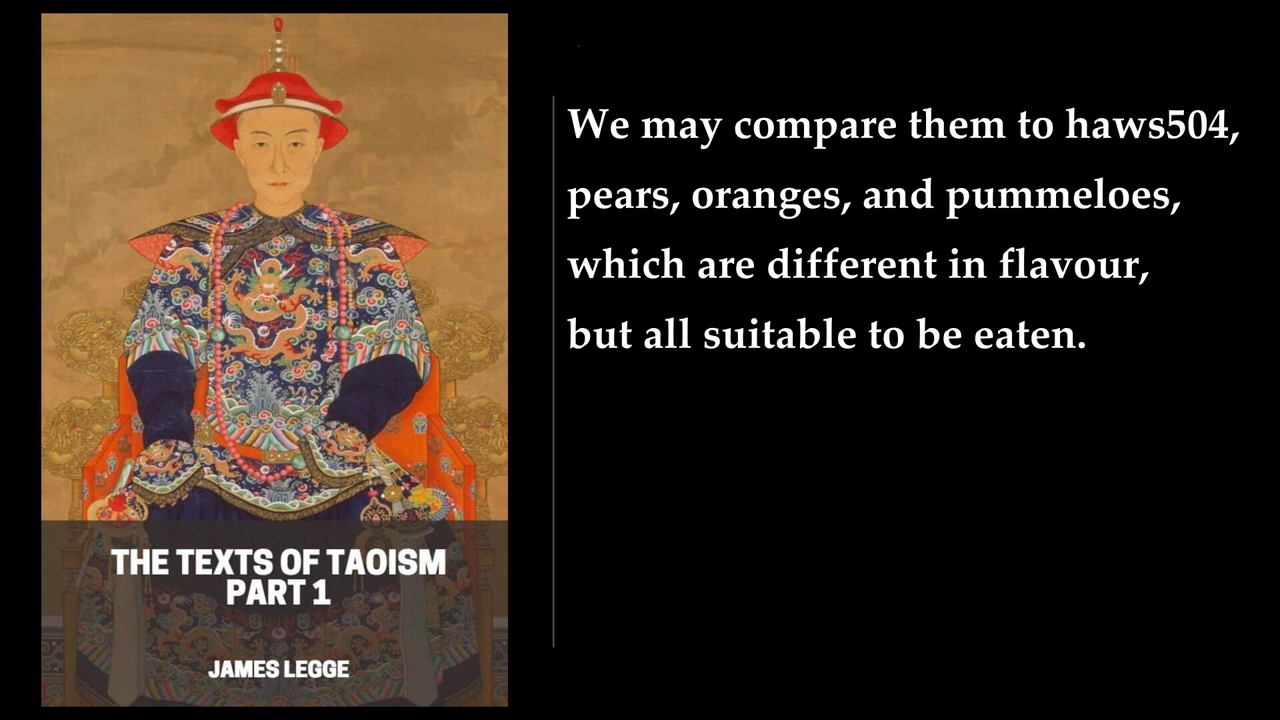 We may compare them to haws504,
pears, oranges, and pummeloes,
which are different in flavour,
but all suitable to be eaten.
THE TEXTS OF TAOISM
PART 1
JAMES LEGGE